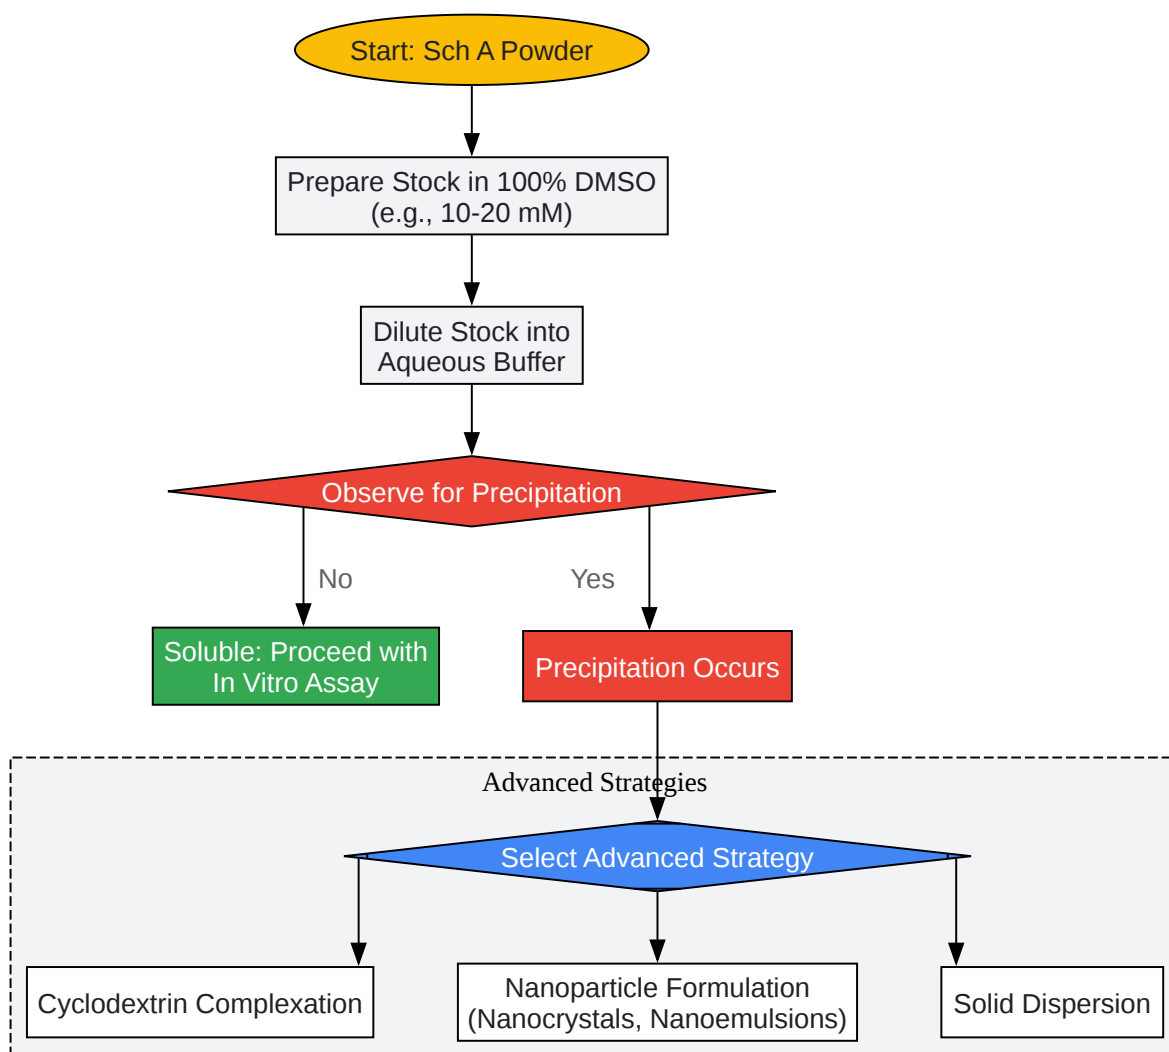 Start: Sch A Powder
Prepare Stock in 100% DMSO
(e.g., 10-20 mM)
Dilute Stock into
Aqueous Buffer
Observe for Precipitation
No
Yes
Soluble: Proceed with
In Vitro Assay
Precipitation Occurs
Advanced Strategies
Select Advanced Strategy
Cyclodextrin Complexation
Nanoparticle Formulation
(Nanocrystals, Nanoemulsions)
Solid Dispersion